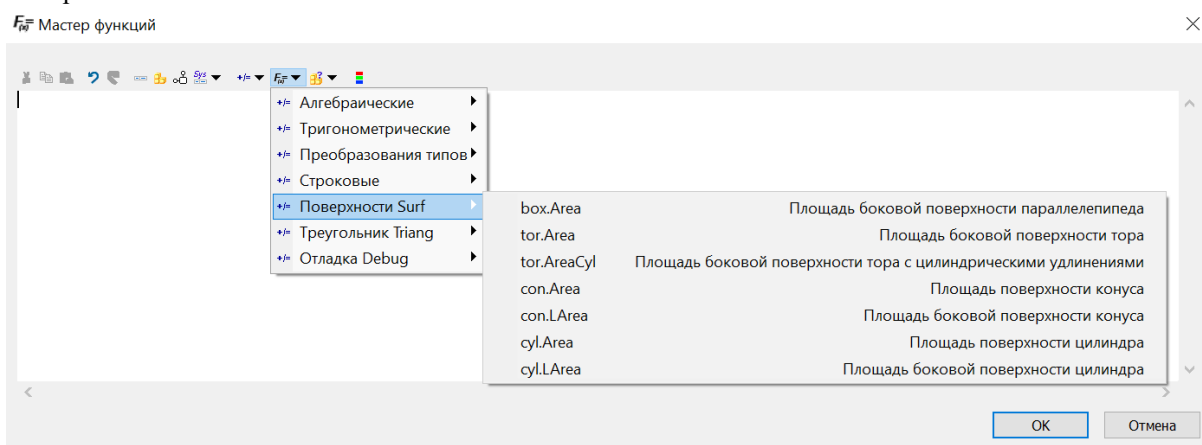 F(x)= Мастер функций
Sys +/= F(x)=
+/= Алгебраические
+/= Тригонометрические
+/= Преобразования типов
+/= Строковые
+/= Поверхности Surf
+/= Треугольник Triang
+/= Отладка Debug
box.Area Площадь боковой поверхности параллелепипеда
tor.Area Площадь боковой поверхности тора
tor.AreaCyl Площадь боковой поверхности тора с цилиндрическими удлинениями
con.Area Площадь поверхности конуса
con.LArea Площадь боковой поверхности конуса
cyl.Area Площадь поверхности цилиндра
cyl.LArea Площадь боковой поверхности цилиндра
OK Отмена